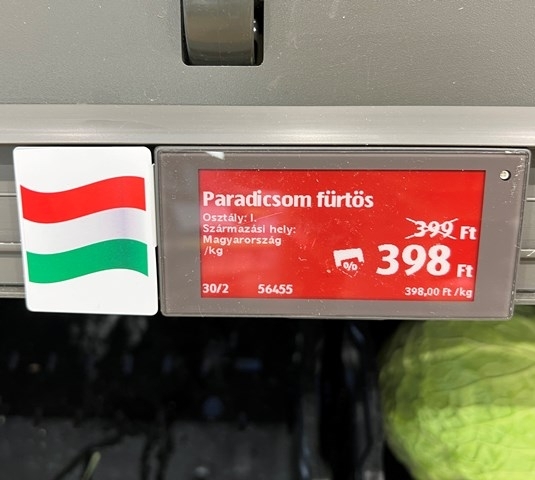 Paradicsom fürtös
Osztály: I.
Származási hely:
Magyarország
/kg
399 Ft
%
398 Ft
30/2 56455
398,00 Ft /kg